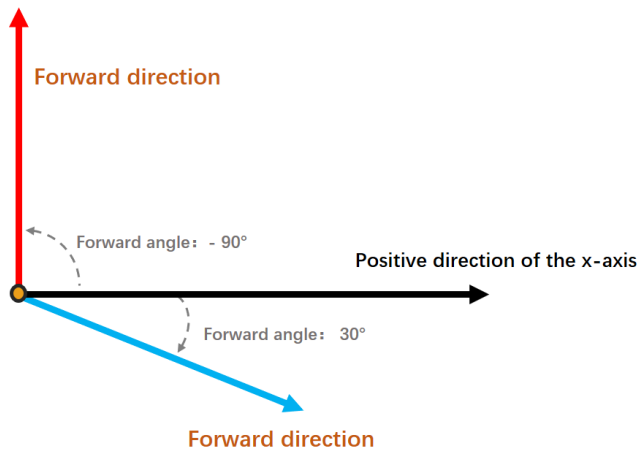 Forward direction
Forward angle：- 90°
Positive direction of the x-axis
Forward angle： 30°
Forward direction